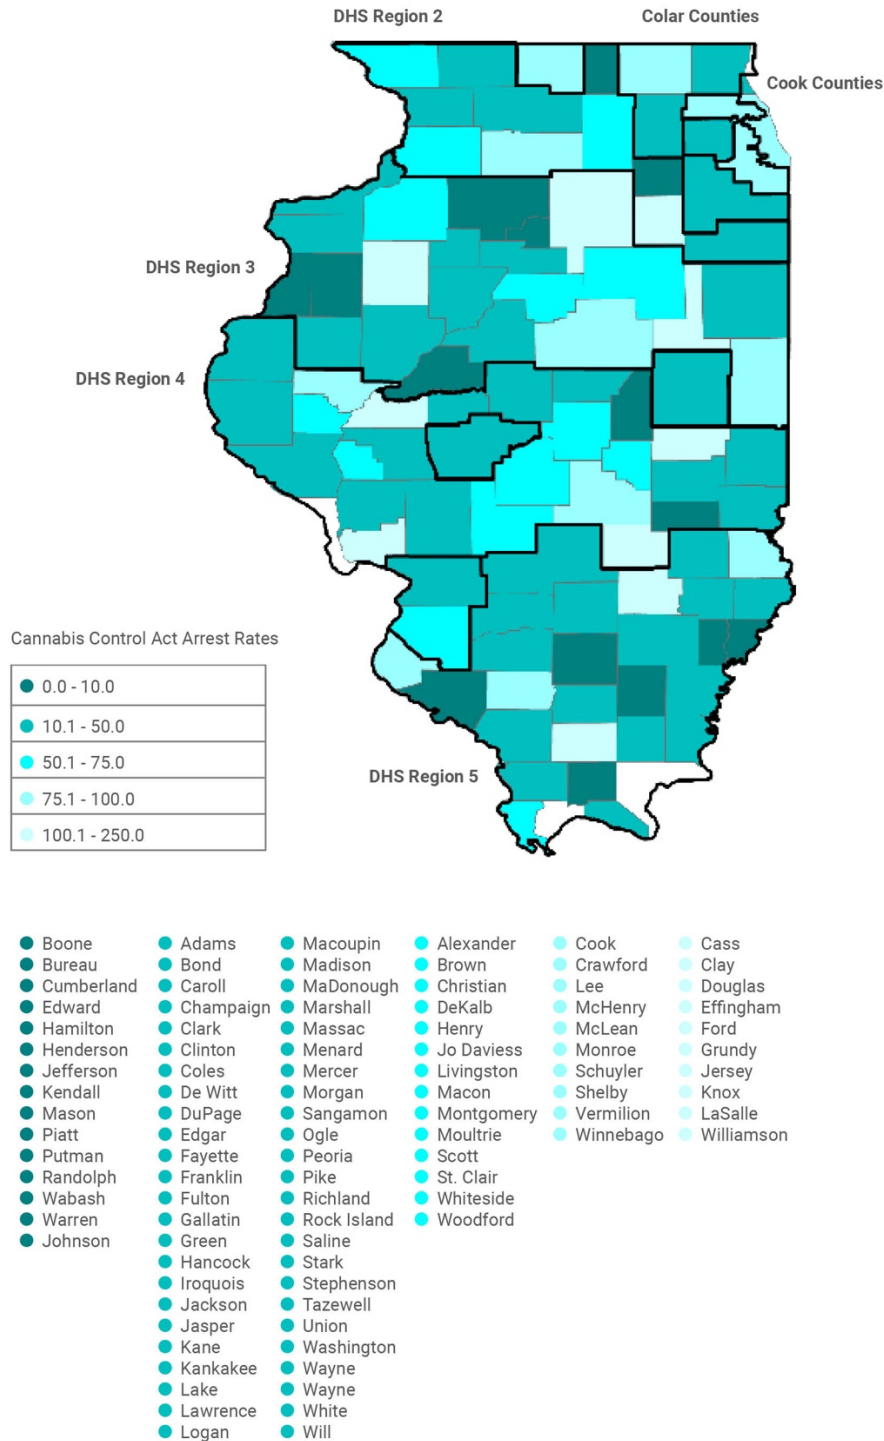 DHS Region 2
Colar Counties
Cook Counties
DHS Region 3
DHS Region 4
Cannabis Control Act Arrest Rates
0.0 - 10.0
10.1 - 50.0
50.1 - 75.0
75.1 - 100.0
100.1 - 250.0
DHS Region 5
Boone
Bureau
Cumberland
Edward
Hamilton
Henderson
Jefferson
Kendall
Mason
Piatt
Putman
Randolph
Wabash
Warren
Johnson
Adams
Bond
Caroll
Champaign
Clark
Clinton
Coles
De Witt
DuPage
Edgar
Fayette
Franklin
Fulton
Gallatin
Green
Hancock
Iroquois
Jackson
Jasper
Kane
Kankakee
Lake
Lawrence
Logan
Macoupin
Madison
MaDonough
Marshall
Massac
Menard
Mercer
Morgan
Sangamon
Ogle
Peoria
Pike
Richland
Rock Island
Saline
Stark
Stephenson
Tazewell
Union
Washington
Wayne
Wayne
White
Will
Alexander
Brown
Christian
DeKalb
Henry
Jo Daviess
Livingston
Macon
Montgomery
Moultrie
Scott
St. Clair
Whiteside
Woodford
Cook
Crawford
Lee
McHenry
McLean
Monroe
Schuyler
Shelby
Vermilion
Winnebago
Cass
Clay
Douglas
Effingham
Ford
Grundy
Jersey
Knox
LaSalle
Williamson